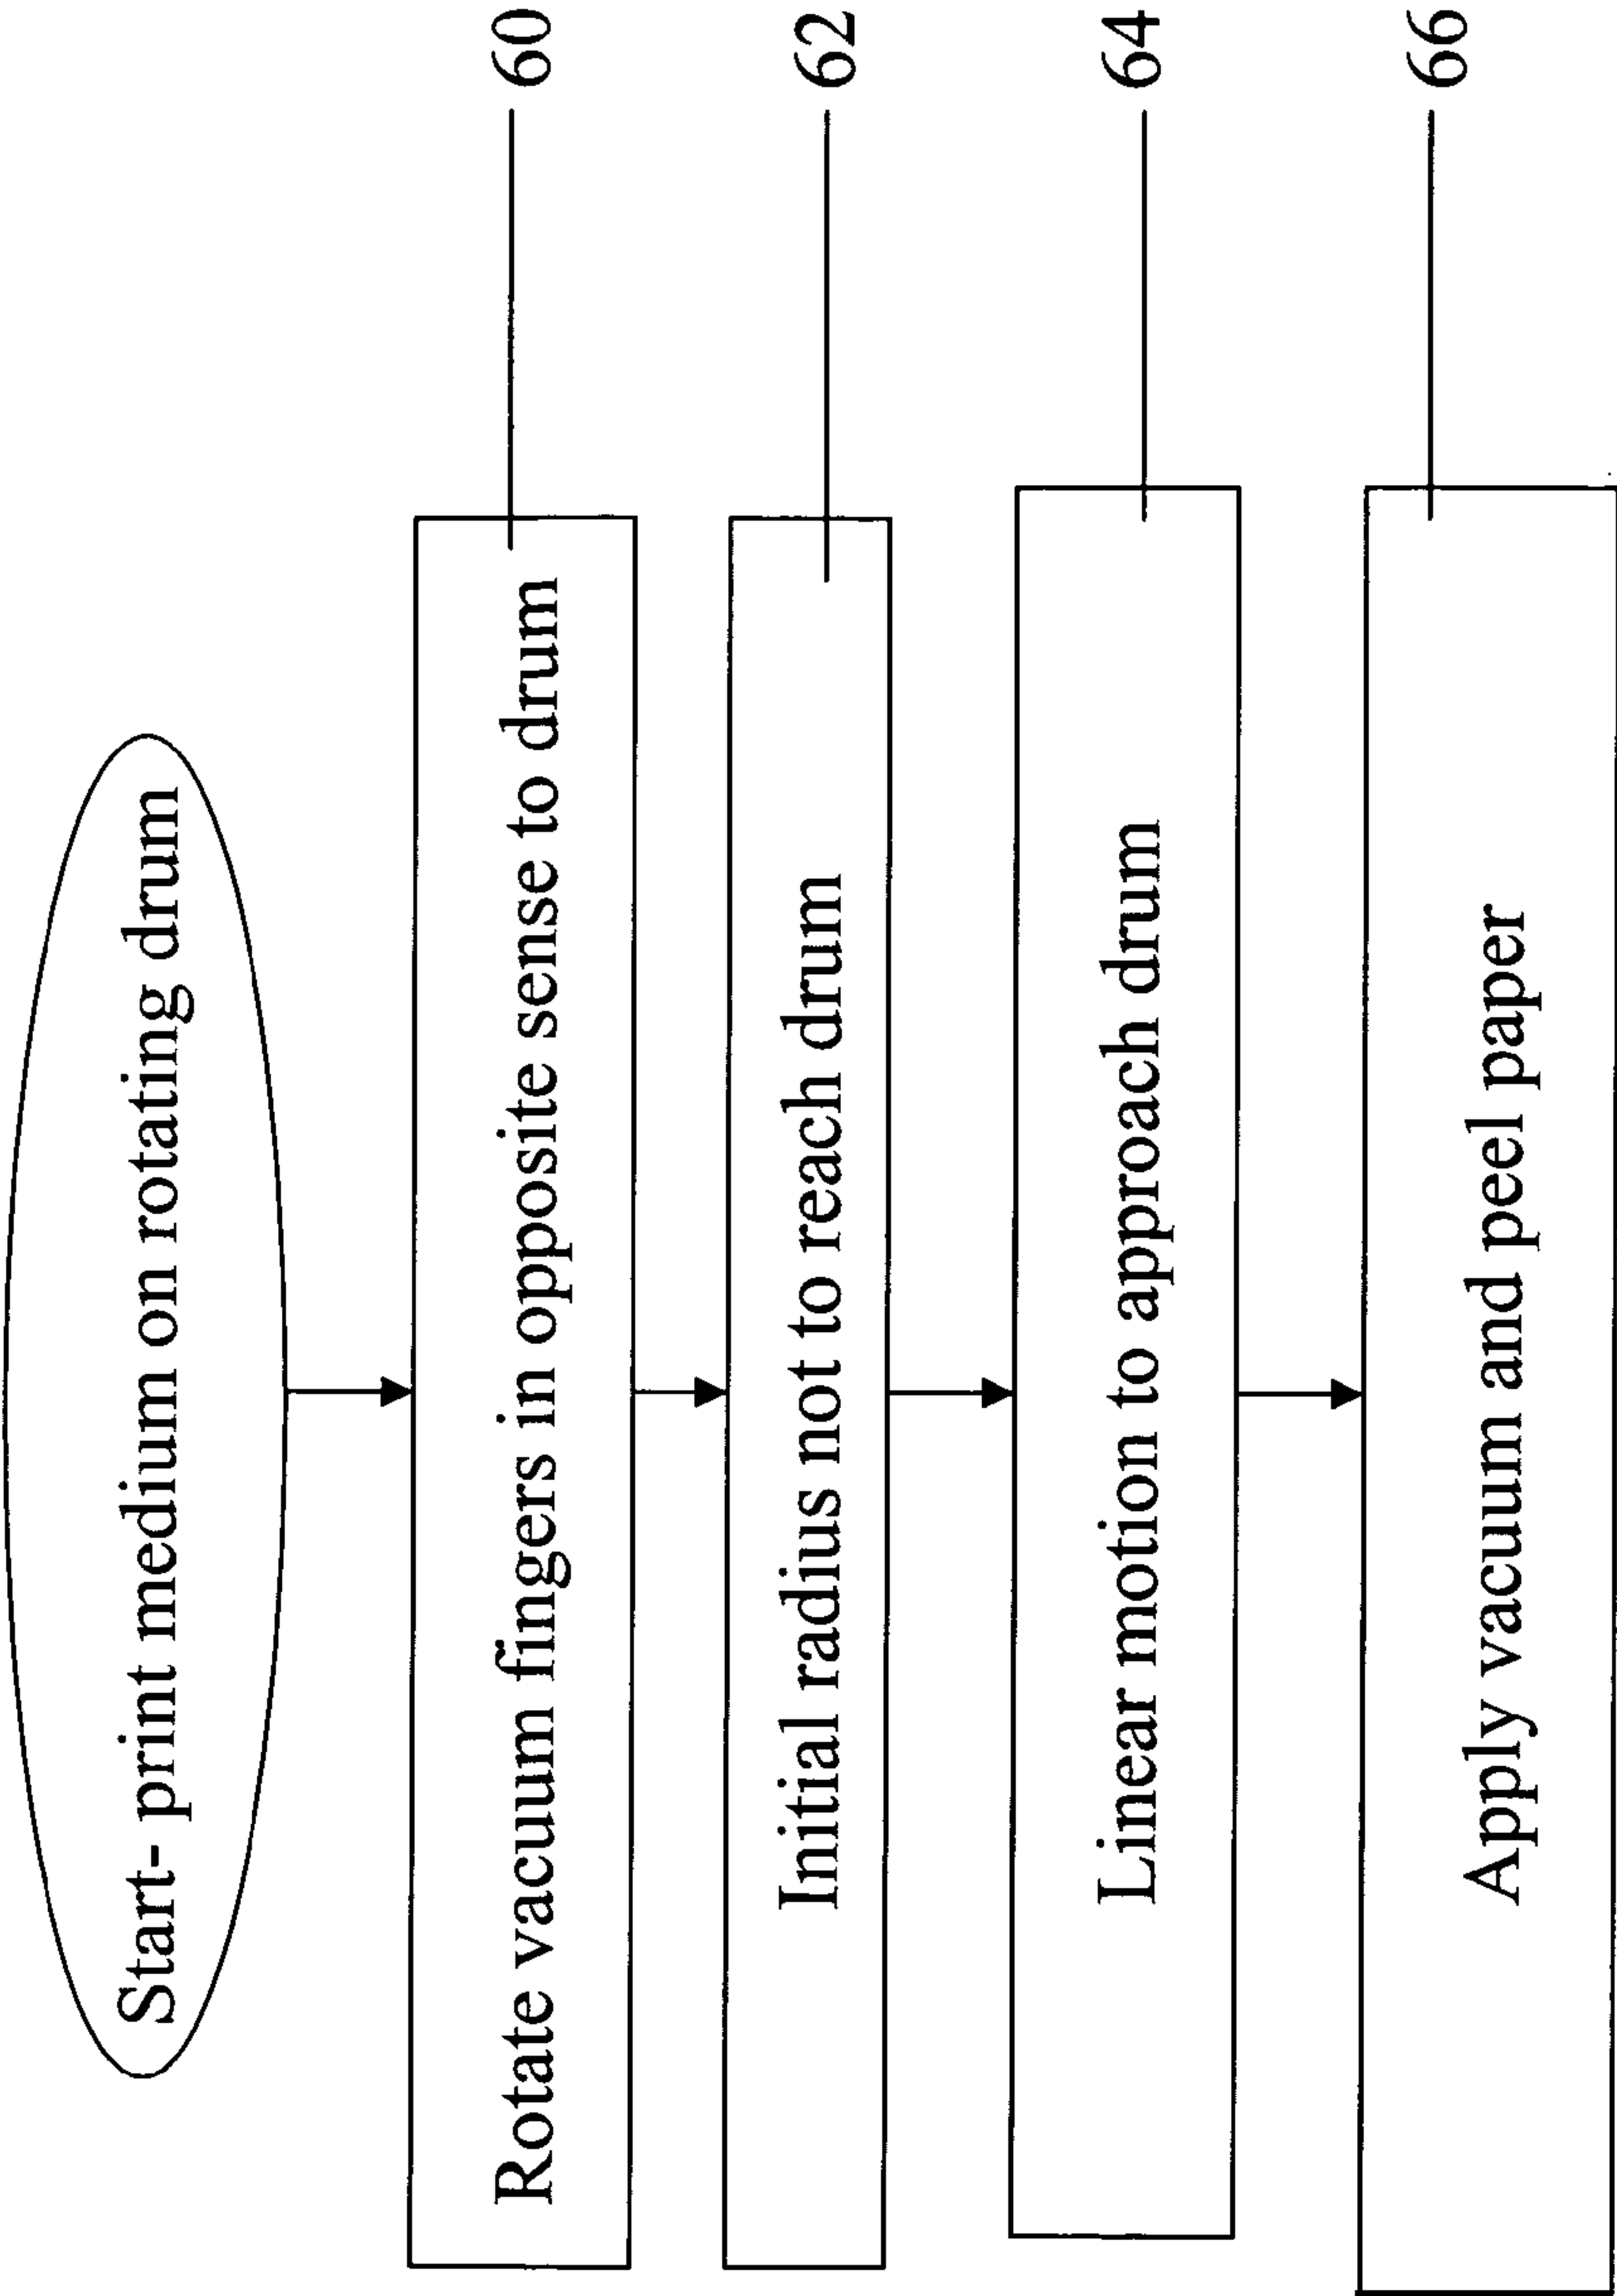 Start- print medium on rotating drum
Rotate vacuum fingers in opposite sense to drum
60
Initial radius not to reach drum
62
Linear motion to approach drum
64
Apply vacuum and peel paper
66